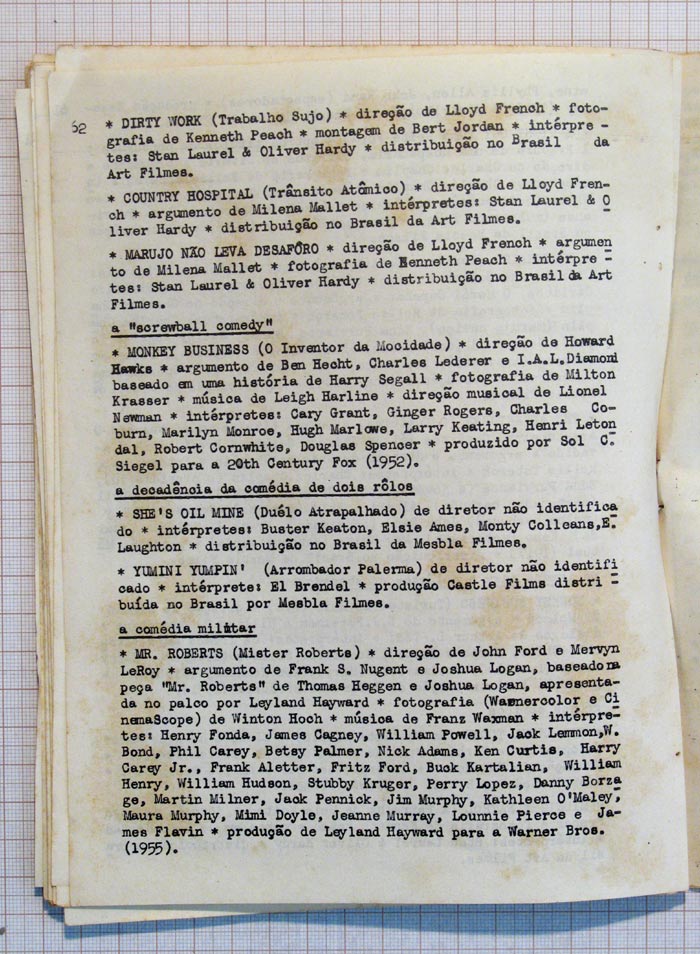 62
* DIRTY WORK (Trabalho Sujo) * direção de Lloyd French * foto-
grafia de Kenneth Peach * montagem de Bert Jordan * intérpre -
tes: Stan Laurel & Oliver Hardy * distribuição no Brasil da
Art Filmes.
* COUNTRY HOSPITAL (Trânsito Atômico) * direção de Lloyd Fren-
ch * argumento de Milena Mallet * intérpretes: Stan Laurel & O
liver Hardy * distribuição no Brasil da Art Filmes.
* MARUJO NÃO LEVA DESAFÔRO * direção de Lloyd French * argumen
to de Milena Mallet * fotografia de Kenneth Peach * intérpre -
tes: Stan Laurel & Oliver Hardy * distribuição no Brasil da Art
Filmes.
a "screwball comedy"
* MONKEY BUSINESS (O Inventor da Mocidade) * direção de Howard
Hawks * argumento de Ben Hecht, Charles Lederer e I.A.L.Diamond
baseado em uma história de Harry Segall * fotografia de Milton
Krasser * música de Leigh Harline * direção musical de Lionel
Newman * intérpretes: Cary Grant, Ginger Rogers, Charles Co-
burn, Marilyn Monroe, Hugh Marlowe, Larry Keating, Henri Leton
dal, Robert Cornwhite, Douglas Spencer * produzido por Sol C.
Siegel para a 20th Century Fox (1952).
a decadência da comédia de dois rôlos
* SHE'S OIL MINE (Duélo Atrapalhado) de diretor não identifica
do * intérpretes: Buster Keaton, Elsie Ames, Monty Colleans,E.
Laughton * distribuição no Brasil da Mesbla Filmes.
* YUMINI YUMPIN' (Arrombador Palerma) de diretor não identifi
cado * intérprete: El Brendel * produção Castle Films distri -
buída no Brasil por Mesbla Filmes.
a comédia militar
* MR. ROBERTS (Mister Roberts) * direção de John Ford e Mervyn
LeRoy * argumento de Frank S. Nugent e Joshua Logan, baseado na
peça "Mr. Roberts" de Thomas Heggen e Joshua Logan, apresenta-
da no palco por Leyland Hayward * fotografia (Warnercolor e Ci
nemaScope) de Winton Hoch * música de Franz Waxman * intérpre-
tes: Henry Fonda, James Cagney, William Powell, Jack Lemmon,W.
Bond, Phil Carey, Betsy Palmer, Nick Adams, Ken Curtis, Harry
Carey Jr., Frank Aletter, Fritz Ford, Buck Kartalian, William
Henry, William Hudson, Stubby Kruger, Perry Lopez, Danny Borza
ge, Martin Milner, Jack Pennick, Jim Murphy, Kathleen O'Maley,
Maura Murphy, Mimi Doyle, Jeanne Murray, Lounnie Pierce e Ja-
mes Flavin * produção de Leyland Hayward para a Warner Bros.
(1955).